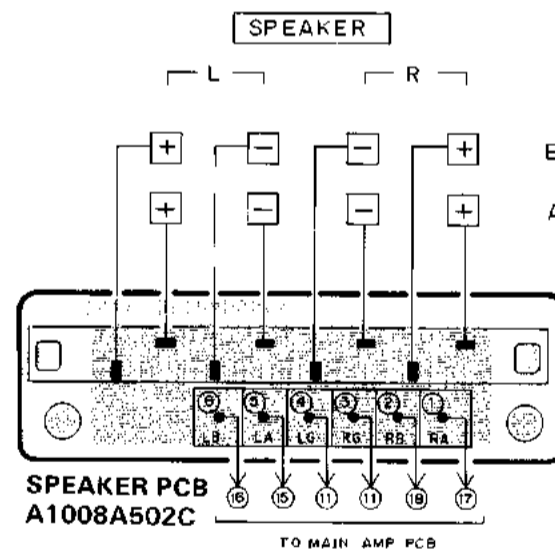 SPEAKER
L R
+ − − +
+ − − + A
6 5 4 3 2 1
LB LA LG RG RB RA
16 15 11 11 18 17
SPEAKER PCB
A1008A502C
TO MAIN AMP PCB